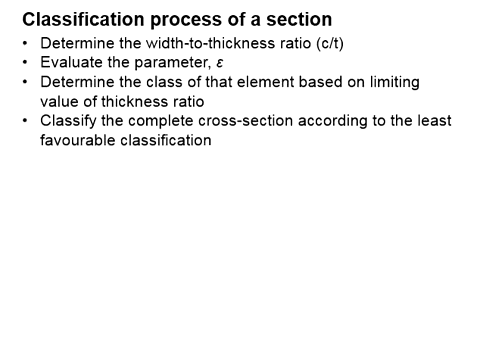 Classification process of a section
• Determine the width-to-thickness ratio (c/t)
• Evaluate the parameter, ε
• Determine the class of that element based on limiting
value of thickness ratio
• Classify the complete cross-section according to the least
favourable classification